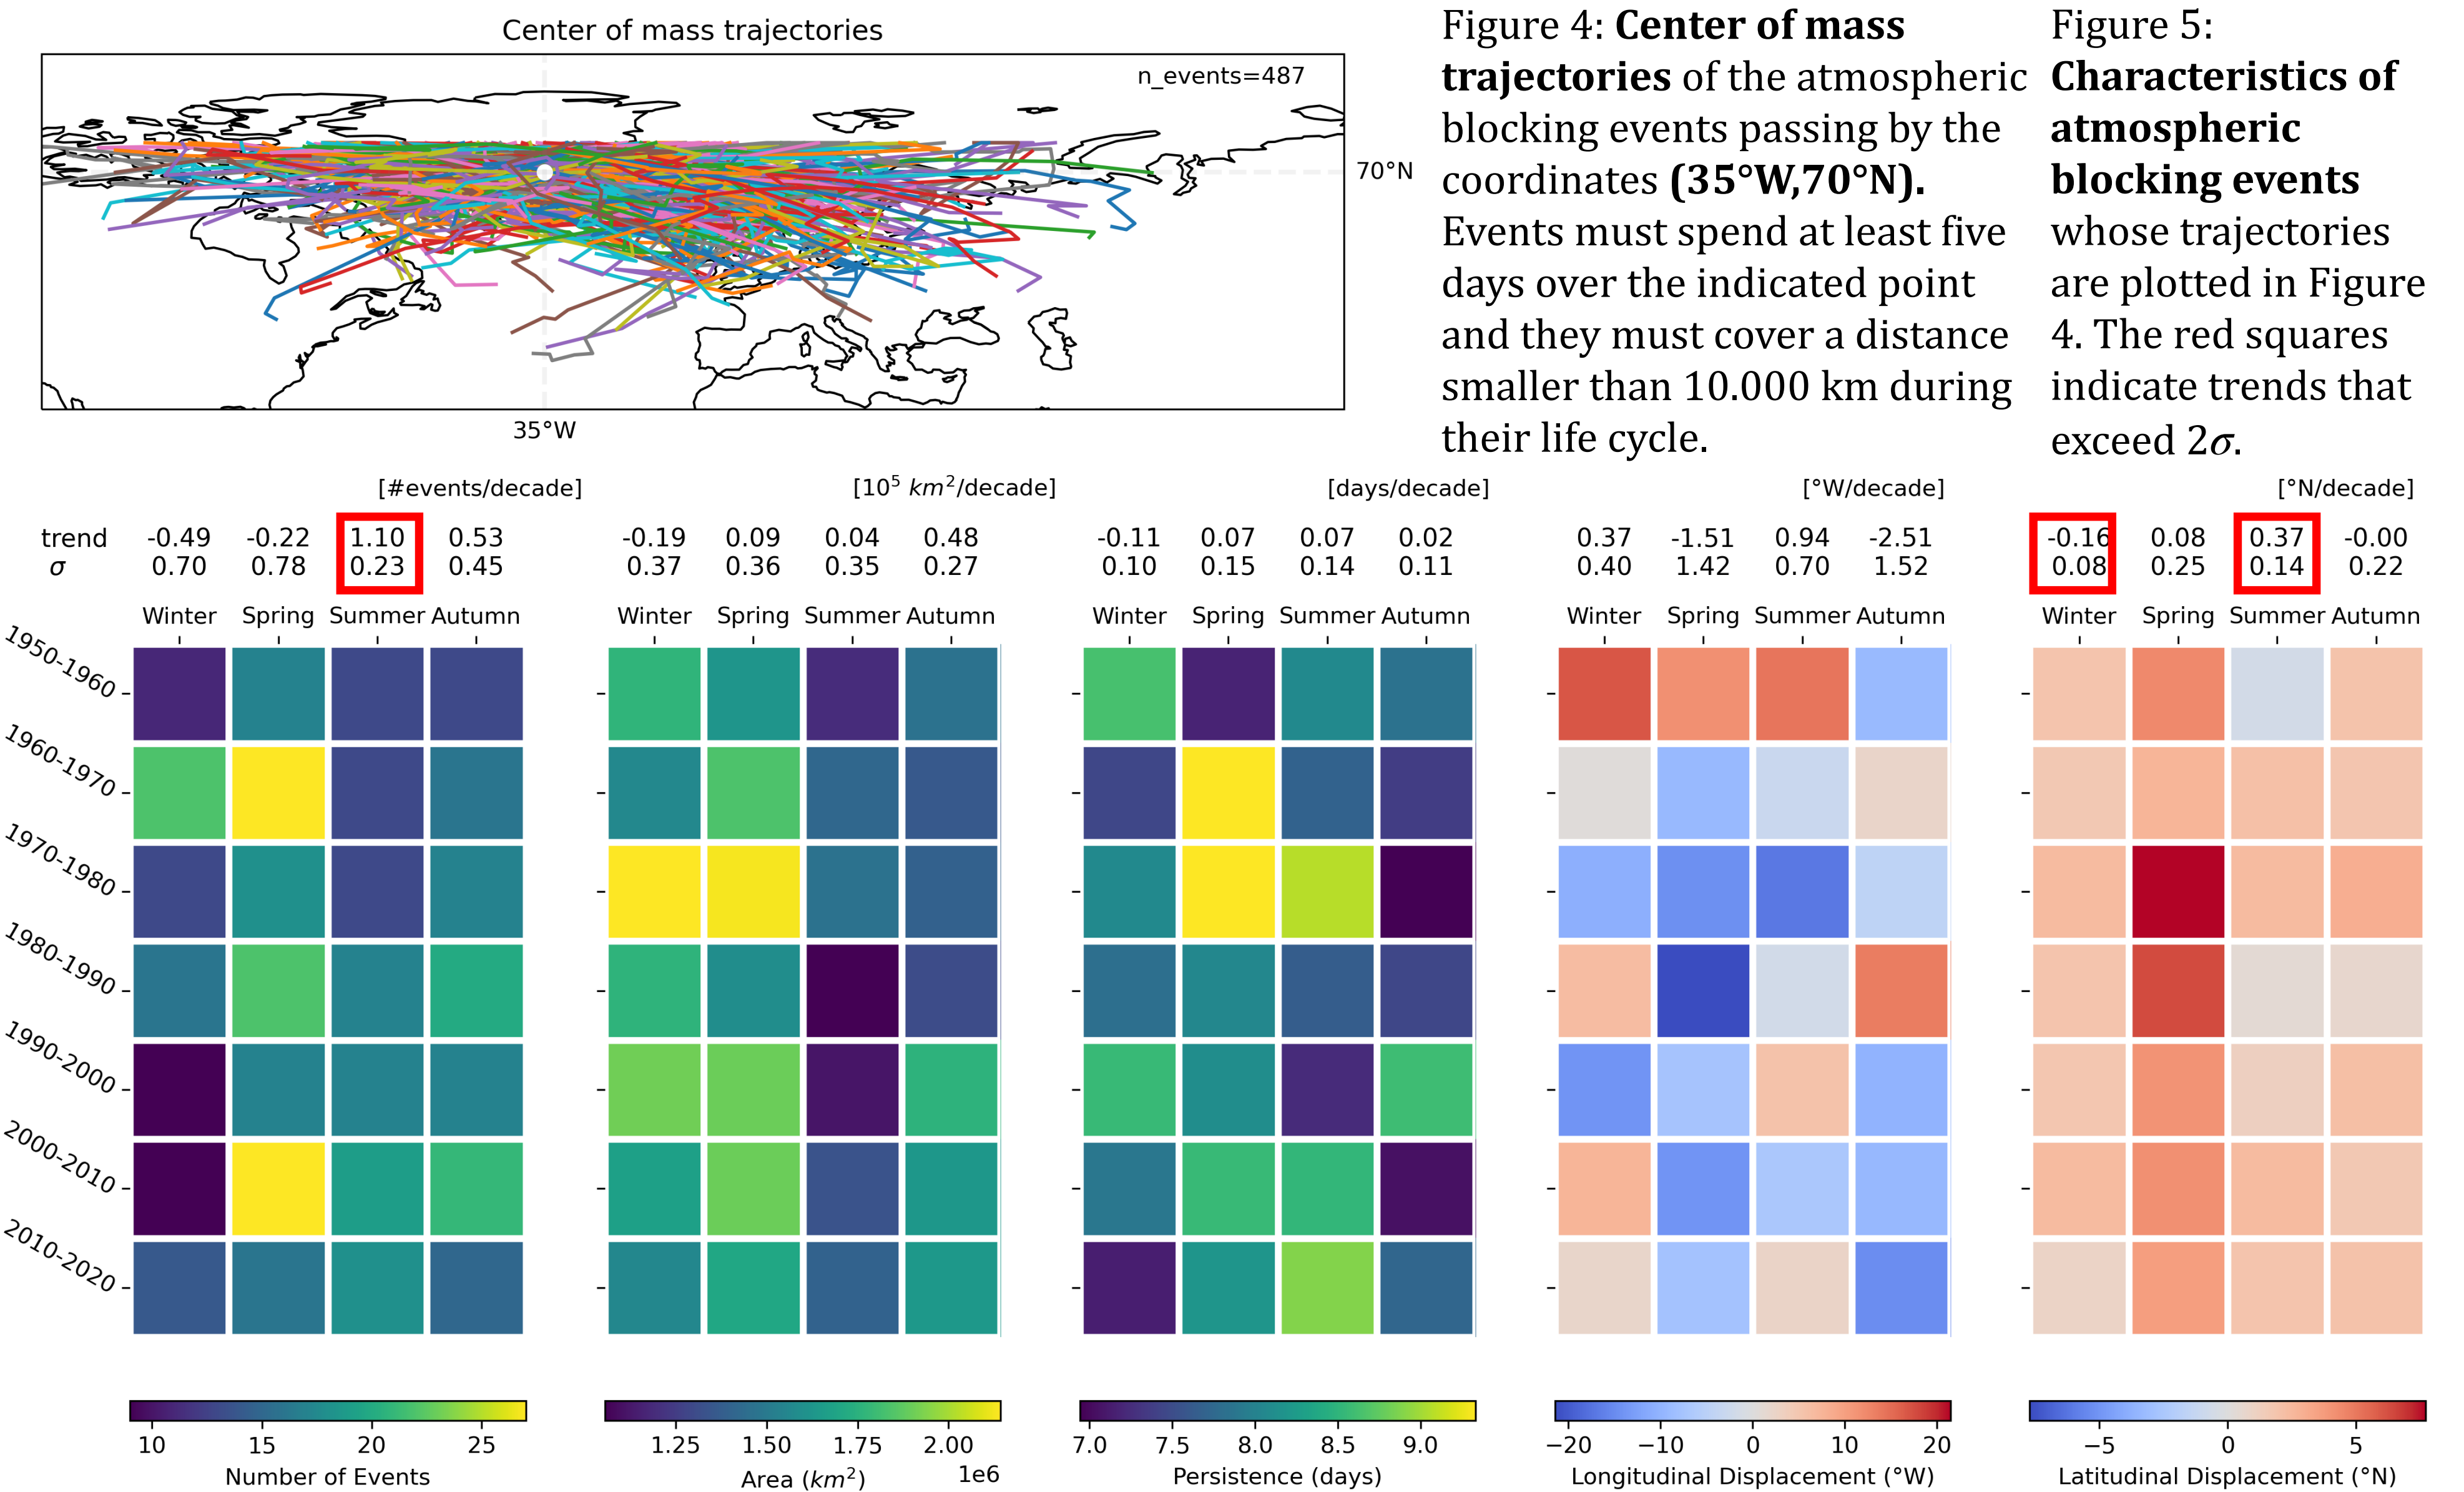 Center of mass trajectories
n_events=487
70°N
35°W
Figure 4: Center of mass
trajectories of the atmospheric
blocking events passing by the
coordinates (35°W,70°N).
Events must spend at least five
days over the indicated point
and they must cover a distance
smaller than 10.000 km during
their life cycle.
Figure 5:
Characteristics of
atmospheric
blocking events
whose trajectories
are plotted in Figure
4. The red squares
indicate trends that
exceed 2σ.
[#events/decade] [10⁵ km²/decade] [days/decade] [°W/decade] [°N/decade]
trend -0.49 -0.22 1.10 0.53 -0.19 0.09 0.04 0.48 -0.11 0.07 0.07 0.02 0.37 -1.51 0.94 -2.51 -0.16 0.08 0.37 -0.00
σ 0.70 0.78 0.23 0.45 0.37 0.36 0.35 0.27 0.10 0.15 0.14 0.11 0.40 1.42 0.70 1.52 0.08 0.25 0.14 0.22
Winter Spring Summer Autumn Winter Spring Summer Autumn Winter Spring Summer Autumn Winter Spring Summer Autumn Winter Spring Summer Autumn
1950-1960
1960-1970
1970-1980
1980-1990
1990-2000
2000-2010
2010-2020
10 15 20 25 1.25 1.50 1.75 2.00 7.0 7.5 8.0 8.5 9.0 −20 −10 0 10 20 −5 0 5
Number of Events Area (km²) 1e6 Persistence (days) Longitudinal Displacement (°W) Latitudinal Displacement (°N)